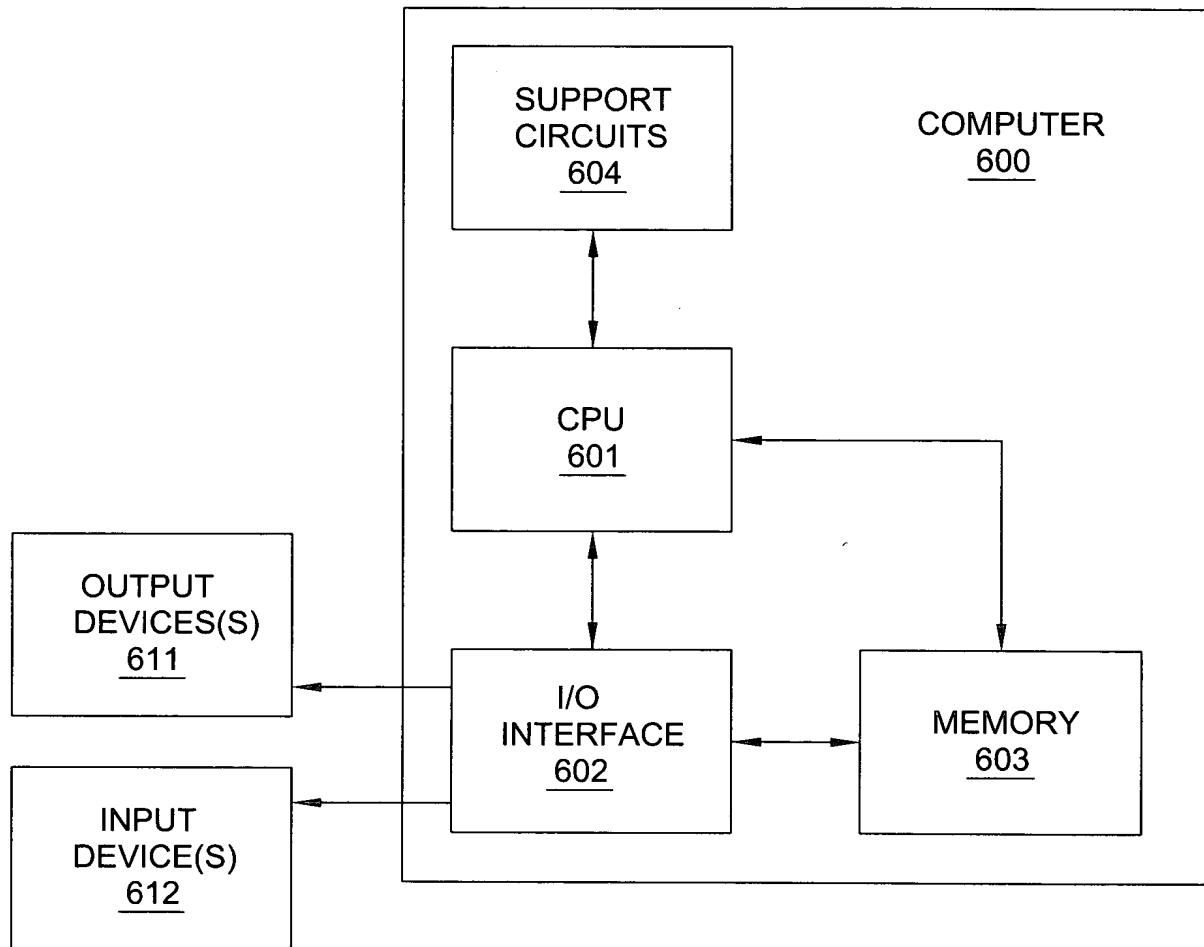 SUPPORT
CIRCUITS
604
COMPUTER
600
CPU
601
OUTPUT
DEVICES(S)
611
I/O
INTERFACE
602
MEMORY
603
INPUT
DEVICE(S)
612